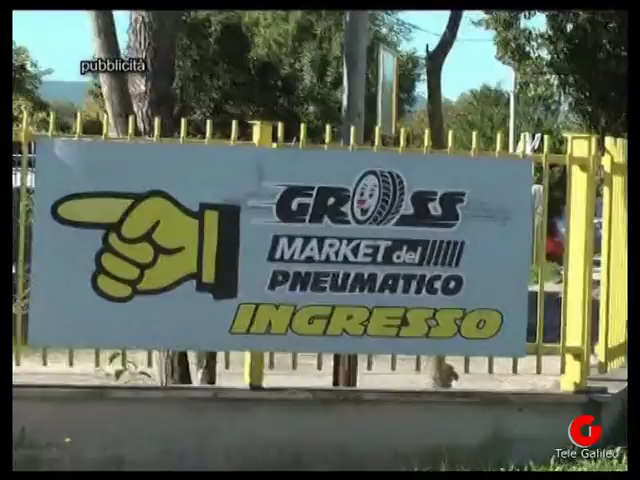 pubblicità
GROSS
MARKET del
PNEUMATICO
INGRESSO
Tele Galileo